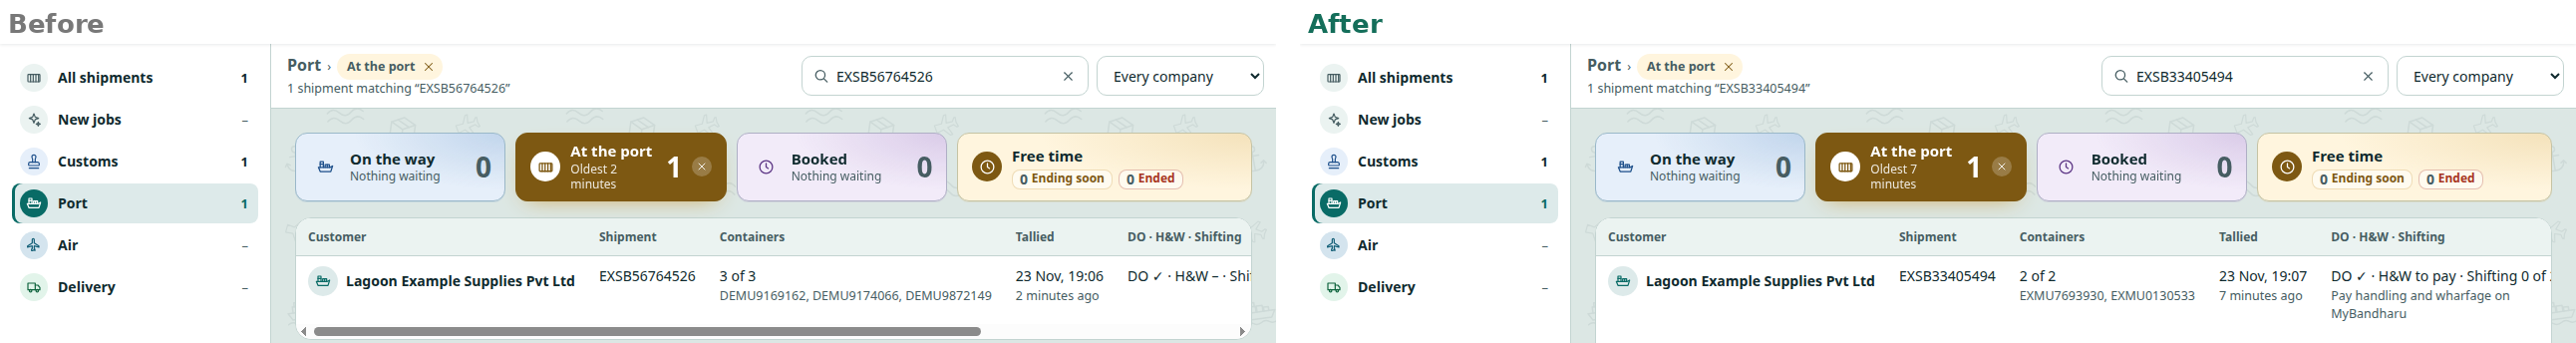 Before
All shipments 1
New jobs –
Customs 1
Port 1
Air –
Delivery –
Port › At the port ×
1 shipment matching “EXSB56764526”
EXSB56764526 ×
Every company
On the way
Nothing waiting
0
At the port
Oldest 2
minutes
1 ×
Booked
Nothing waiting
0
Free time
0 Ending soon 0 Ended
Customer Shipment Containers Tallied DO · H&W · Shifting
Lagoon Example Supplies Pvt Ltd EXSB56764526 3 of 3 23 Nov, 19:06 DO ✓ · H&W – · Shif
DEMU9169162, DEMU9174066, DEMU9872149 2 minutes ago
After
All shipments 1
New jobs –
Customs 1
Port 1
Air –
Delivery –
Port › At the port ×
1 shipment matching “EXSB33405494”
EXSB33405494 ×
Every company
On the way
Nothing waiting
0
At the port
Oldest 7
minutes
1 ×
Booked
Nothing waiting
0
Free time
0 Ending soon 0 Ended
Customer Shipment Containers Tallied DO · H&W · Shifting
Lagoon Example Supplies Pvt Ltd EXSB33405494 2 of 2 23 Nov, 19:07 DO ✓ · H&W to pay · Shifting 0 of
EXMU7693930, EXMU0130533 7 minutes ago Pay handling and wharfage on
MyBandharu